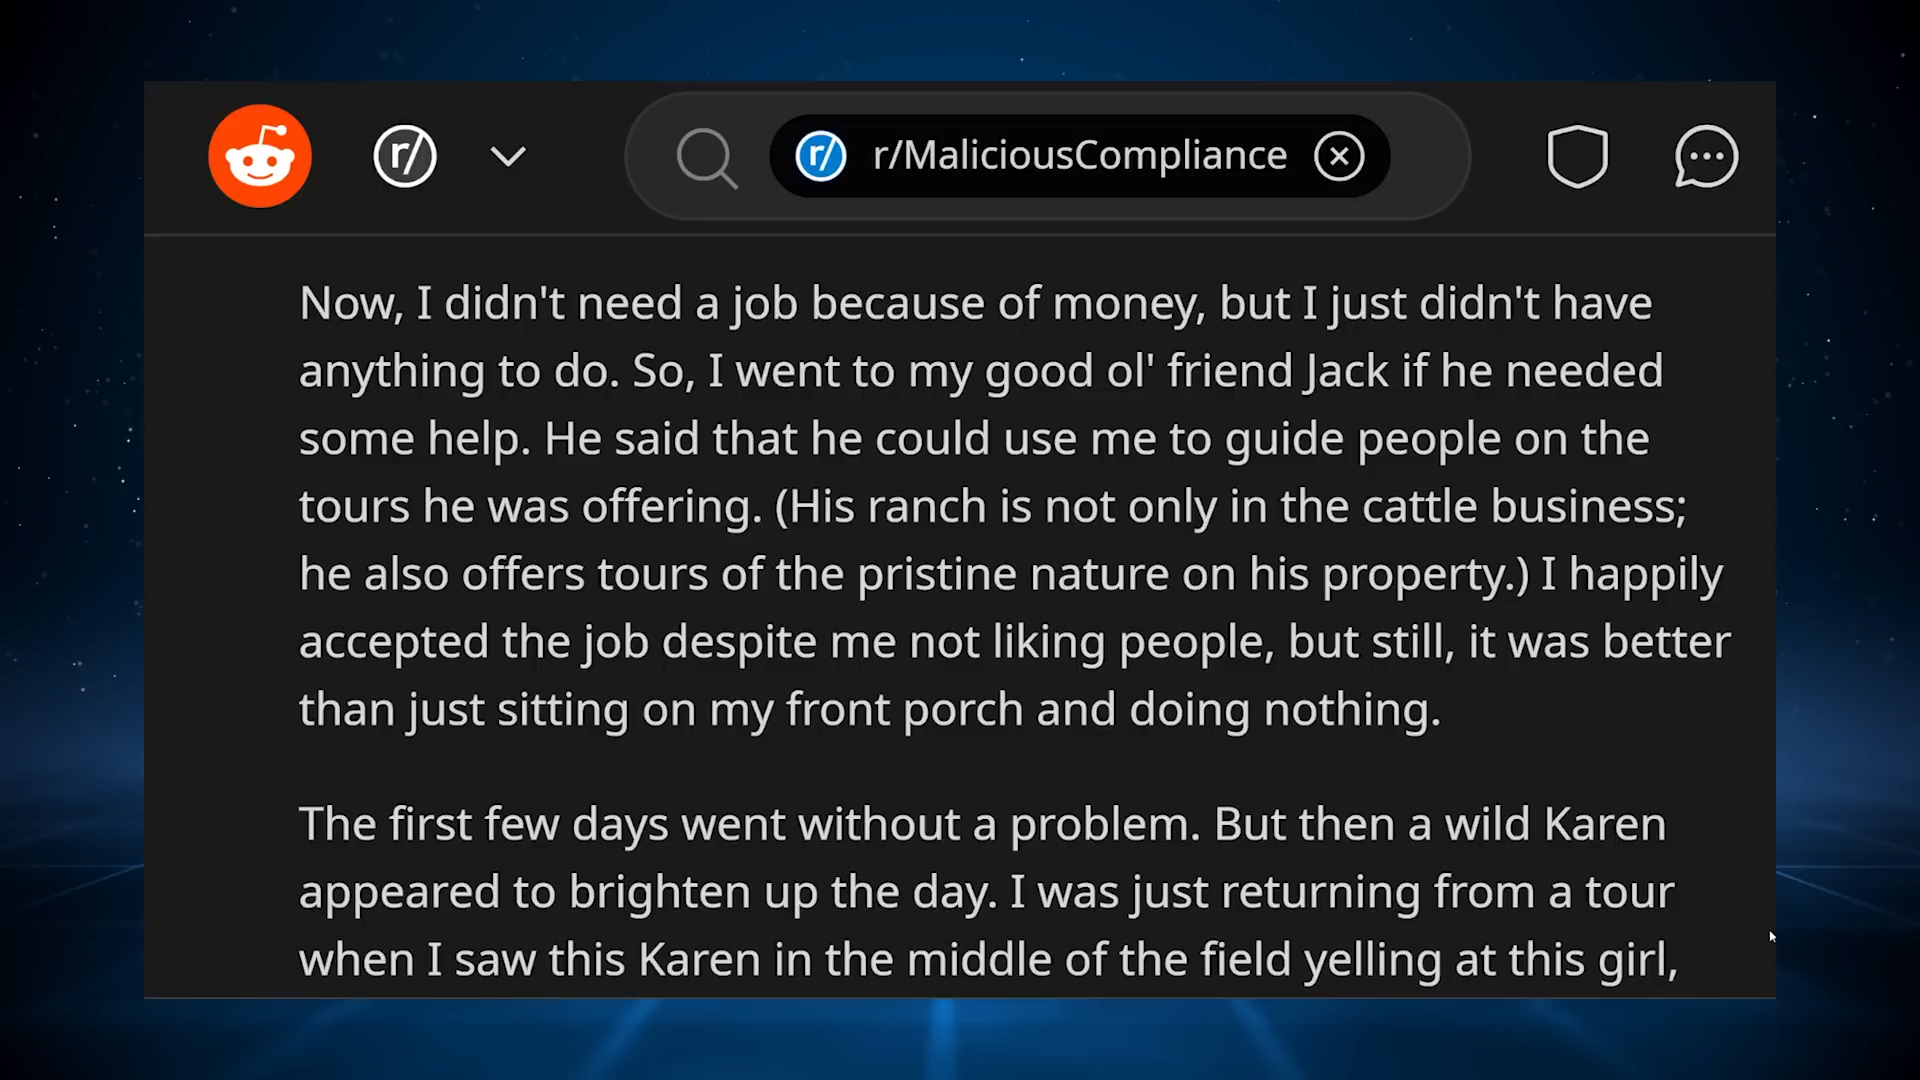 r/ r/ r/MaliciousCompliance
Now, I didn't need a job because of money, but I just didn't have
anything to do. So, I went to my good ol' friend Jack if he needed
some help. He said that he could use me to guide people on the
tours he was offering. (His ranch is not only in the cattle business;
he also offers tours of the pristine nature on his property.) I happily
accepted the job despite me not liking people, but still, it was better
than just sitting on my front porch and doing nothing.
The first few days went without a problem. But then a wild Karen
appeared to brighten up the day. I was just returning from a tour
when I saw this Karen in the middle of the field yelling at this girl,